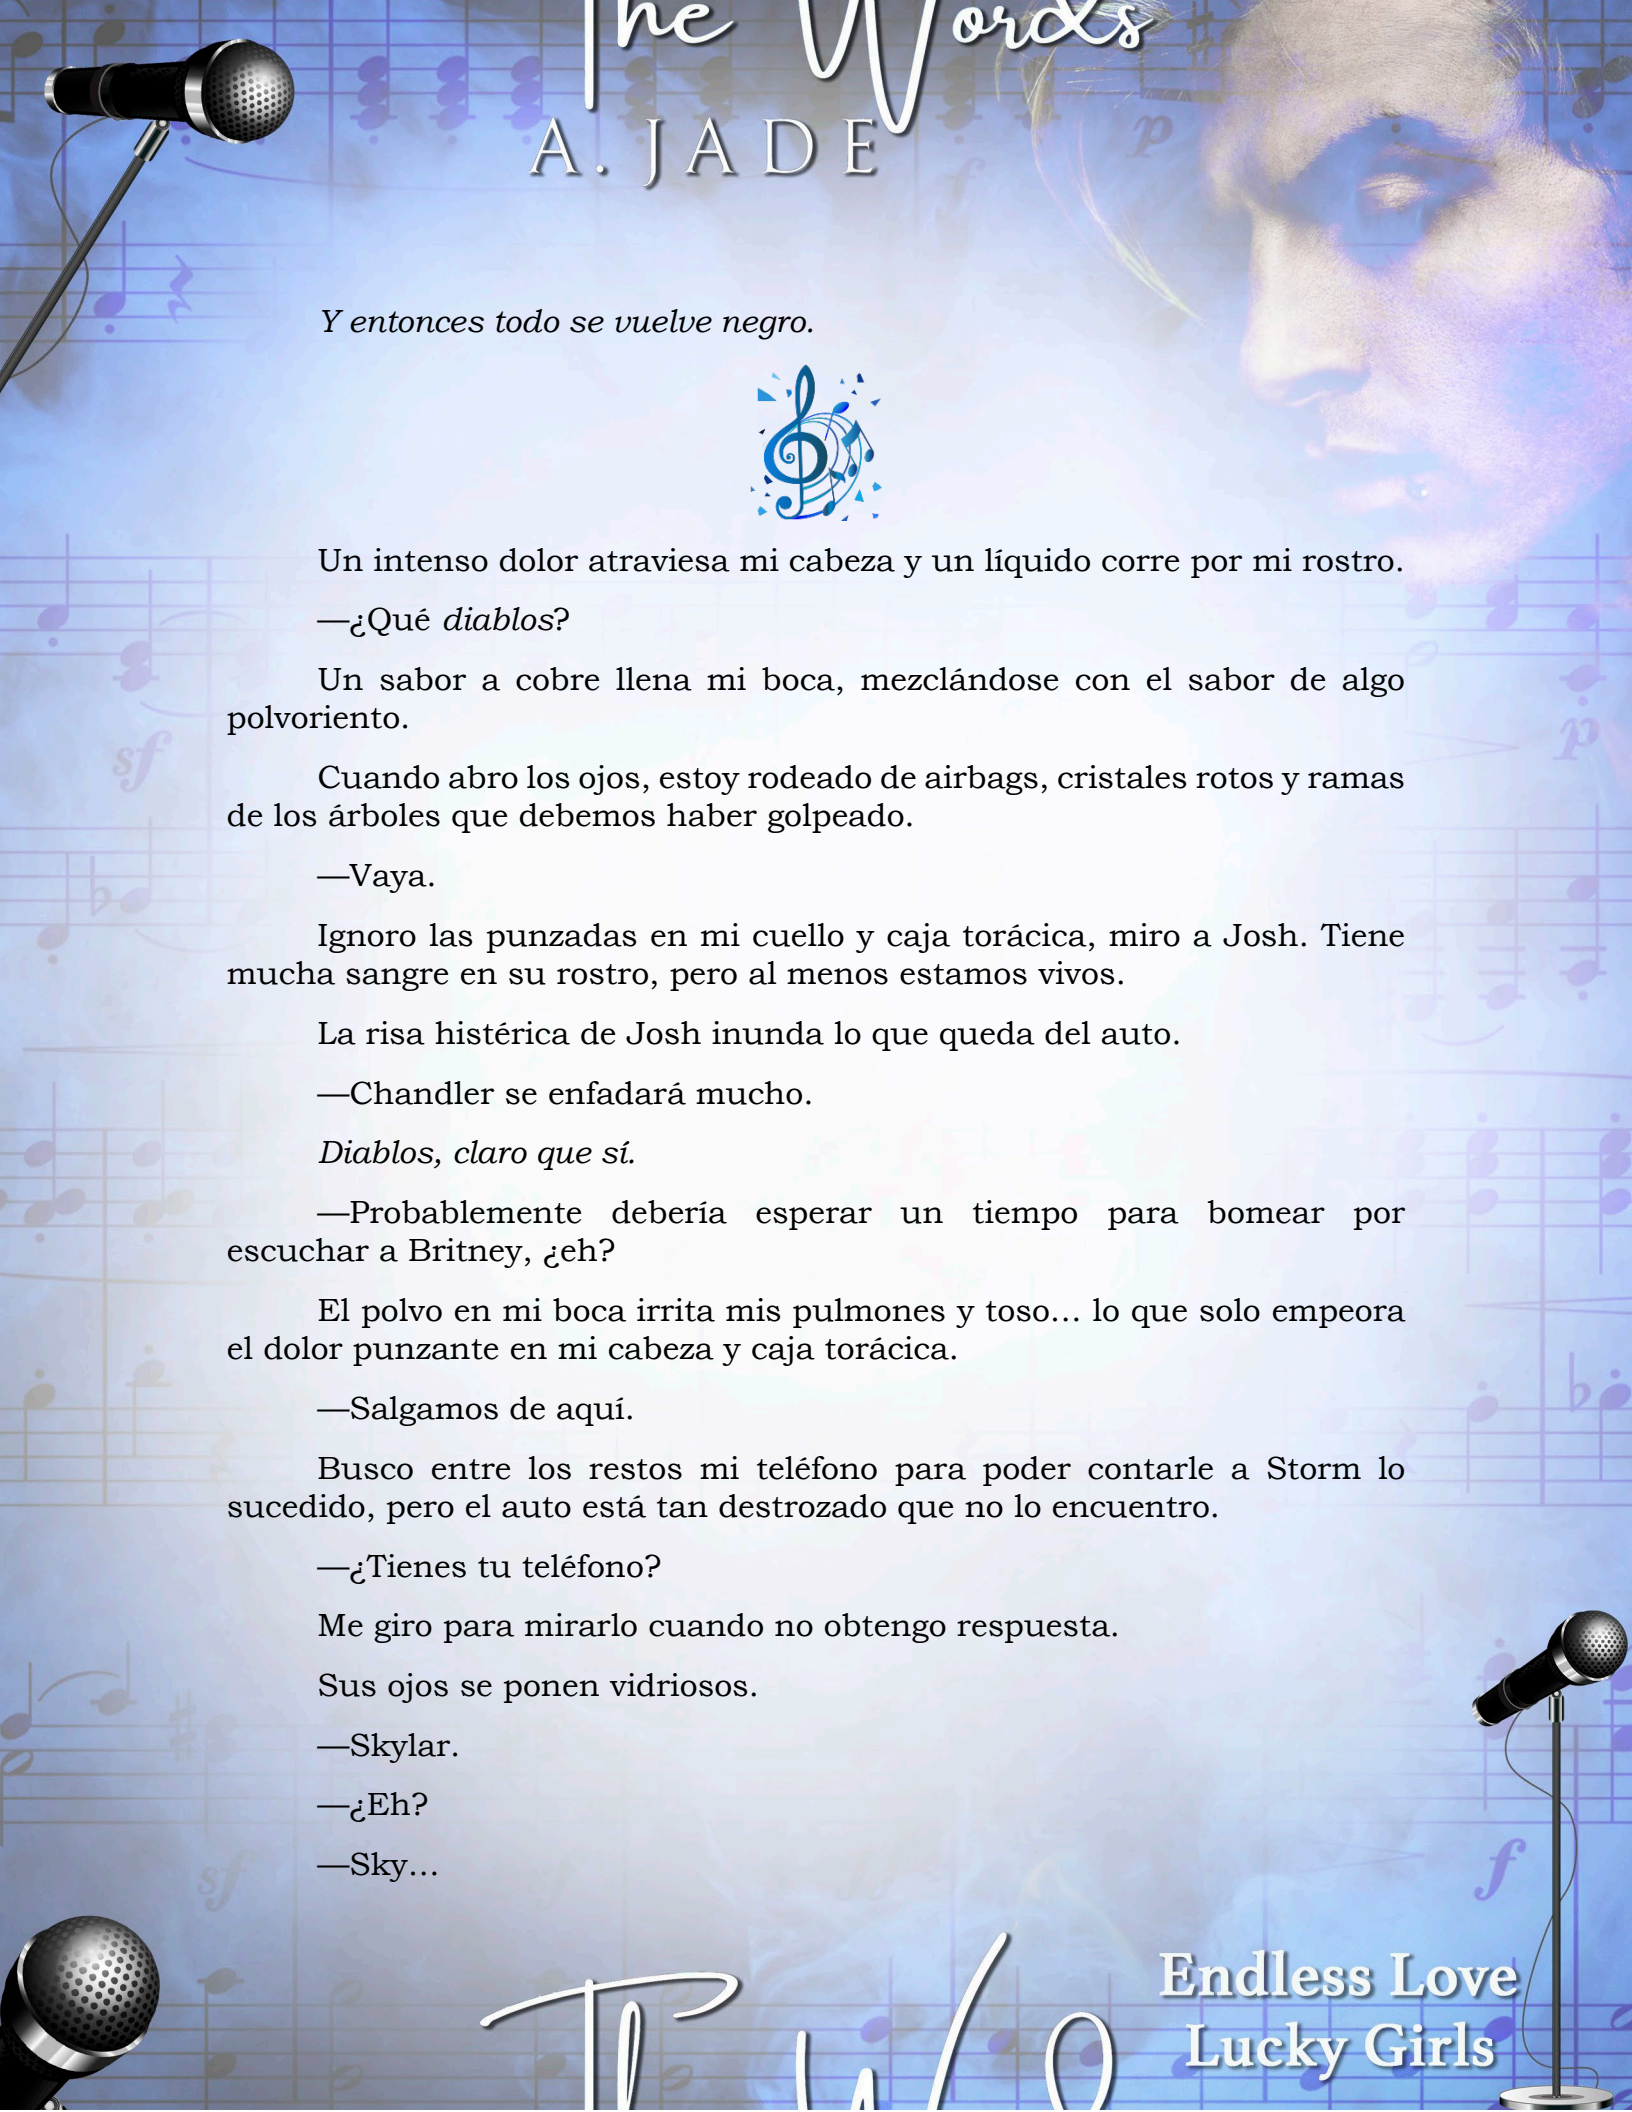 The Words
A. JADE
Y entonces todo se vuelve negro.
Un intenso dolor atraviesa mi cabeza y un líquido corre por mi rostro.
—¿Qué diablos?
Un sabor a cobre llena mi boca, mezclándose con el sabor de algo
polvoriento.
Cuando abro los ojos, estoy rodeado de airbags, cristales rotos y ramas
de los árboles que debemos haber golpeado.
—Vaya.
Ignoro las punzadas en mi cuello y caja torácica, miro a Josh. Tiene
mucha sangre en su rostro, pero al menos estamos vivos.
La risa histérica de Josh inunda lo que queda del auto.
—Chandler se enfadará mucho.
Diablos, claro que sí.
—Probablemente debería esperar un tiempo para bomear por
escuchar a Britney, ¿eh?
El polvo en mi boca irrita mis pulmones y toso… lo que solo empeora
el dolor punzante en mi cabeza y caja torácica.
—Salgamos de aquí.
Busco entre los restos mi teléfono para poder contarle a Storm lo
sucedido, pero el auto está tan destrozado que no lo encuentro.
—¿Tienes tu teléfono?
Me giro para mirarlo cuando no obtengo respuesta.
Sus ojos se ponen vidriosos.
—Skylar.
—¿Eh?
—Sky…
Endless Love
Lucky Girls